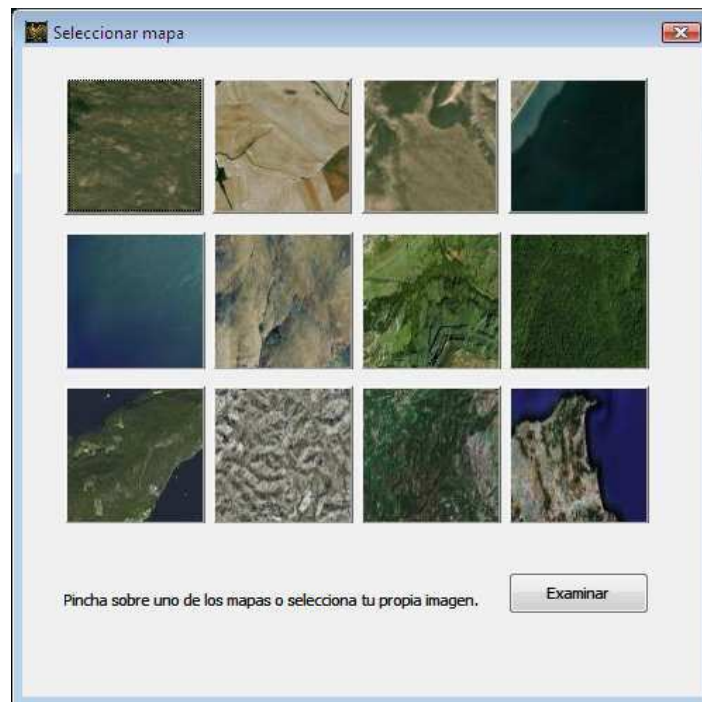 Seleccionar mapa
Pincha sobre uno de los mapas o selecciona tu propia imagen.
Examinar